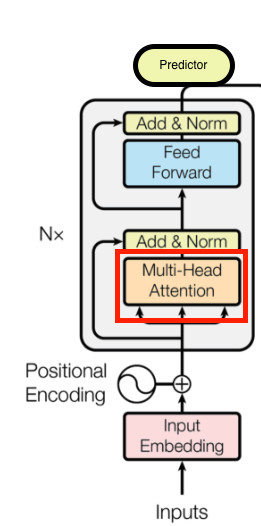 Predictor
Add & Norm
Feed
Forward
N×
Add & Norm
Multi-Head
Attention
Positional
Encoding
Input
Embedding
Inputs